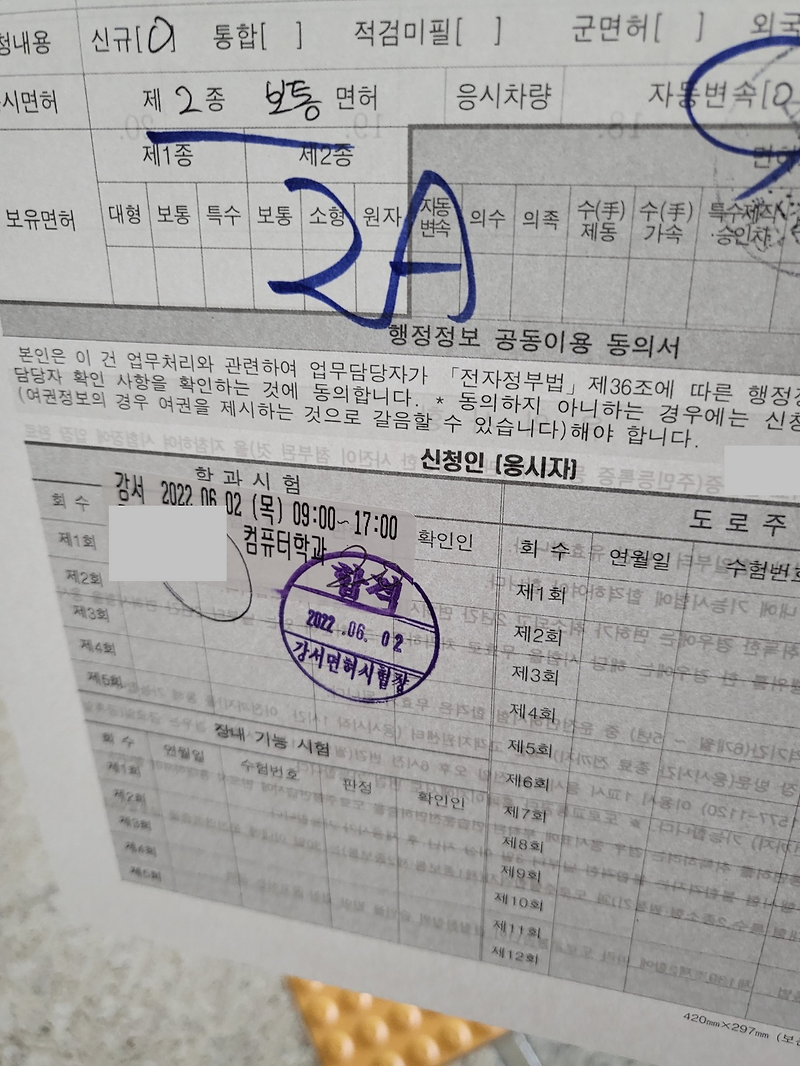 신규[O] 통합[ ] 적검미필[ ] 군면허[ ] 외국
제 2종 보통 면허 응시차량 자동변속[O
제1종 제2종
보유면허 대형 보통 특수 보통 소형 원자 자동변속 의수 의족 수(手)제동 수(手)가속 특수제작·승인차
2A
행정정보 공동이용 동의서
본인은 이 건 업무처리와 관련하여 업무담당자가 「전자정부법」 제36조에 따른 행정정
담당자 확인 사항을 확인하는 것에 동의합니다. * 동의하지 아니하는 경우에는 신청
(여권정보의 경우 여권을 제시하는 것으로 갈음할 수 있습니다)해야 합니다.
신청인 (응시자)
학과시험
강서 2022.06.02 (목) 09:00~17:00
컴퓨터학과
회 수 확인인
제1회
제2회
제3회
제4회
제5회
합격
2022.06.02
강서면허시험장
장내 기능 시험
회 수 연월일 수험번호 판정 확인인
제1회
제2회
제3회
제4회
제5회
도 로 주
회 수 연월일 수험번호
제1회
제2회
제3회
제4회
제5회
제6회
제7회
제8회
제9회
제10회
제11회
제12회
420mm×297mm